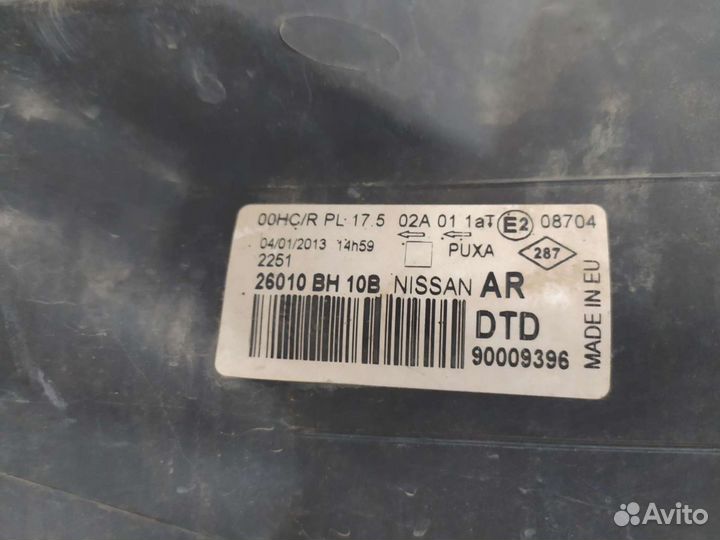 00HC/R PL 17.5 02A 01 1aT E2 08704
04/01/2013 14h59 PUXA 287
2251
26010 BH 10B NISSAN AR
DTD
90009396
MADE IN EU
Avito